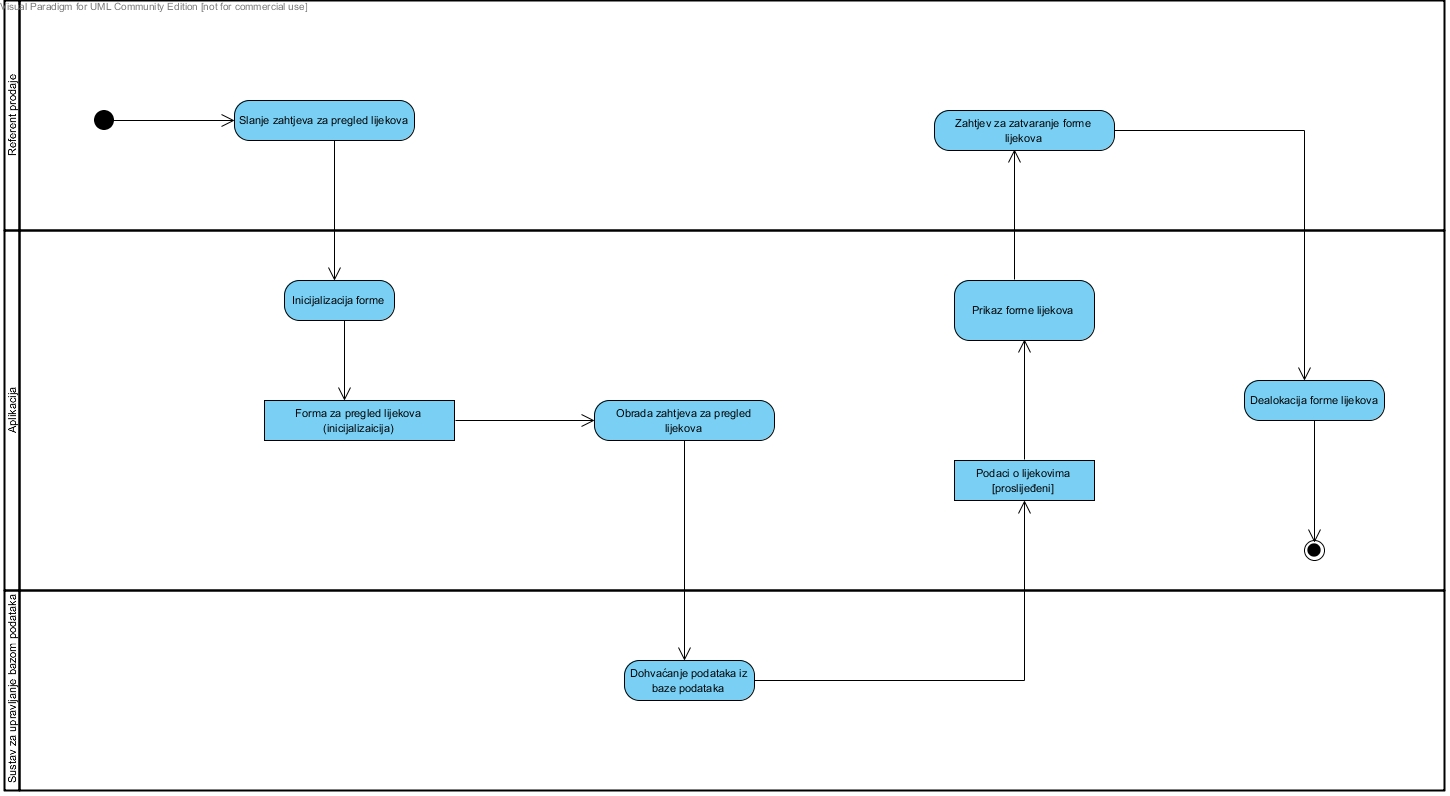 Visual Paradigm for UML Community Edition [not for commercial use]
Referent prodaje
Slanje zahtjeva za pregled lijekova
Zahtjev za zatvaranje forme
lijekova
Aplikacija
Inicijalizacija forme
Prikaz forme lijekova
Forma za pregled lijekova
(inicijalizaicija)
Obrada zahtjeva za pregled
lijekova
Dealokacija forme lijekova
Podaci o lijekovima
[proslijeđeni]
Sustav za upravljanje bazom podataka
Dohvaćanje podataka iz
baze podataka